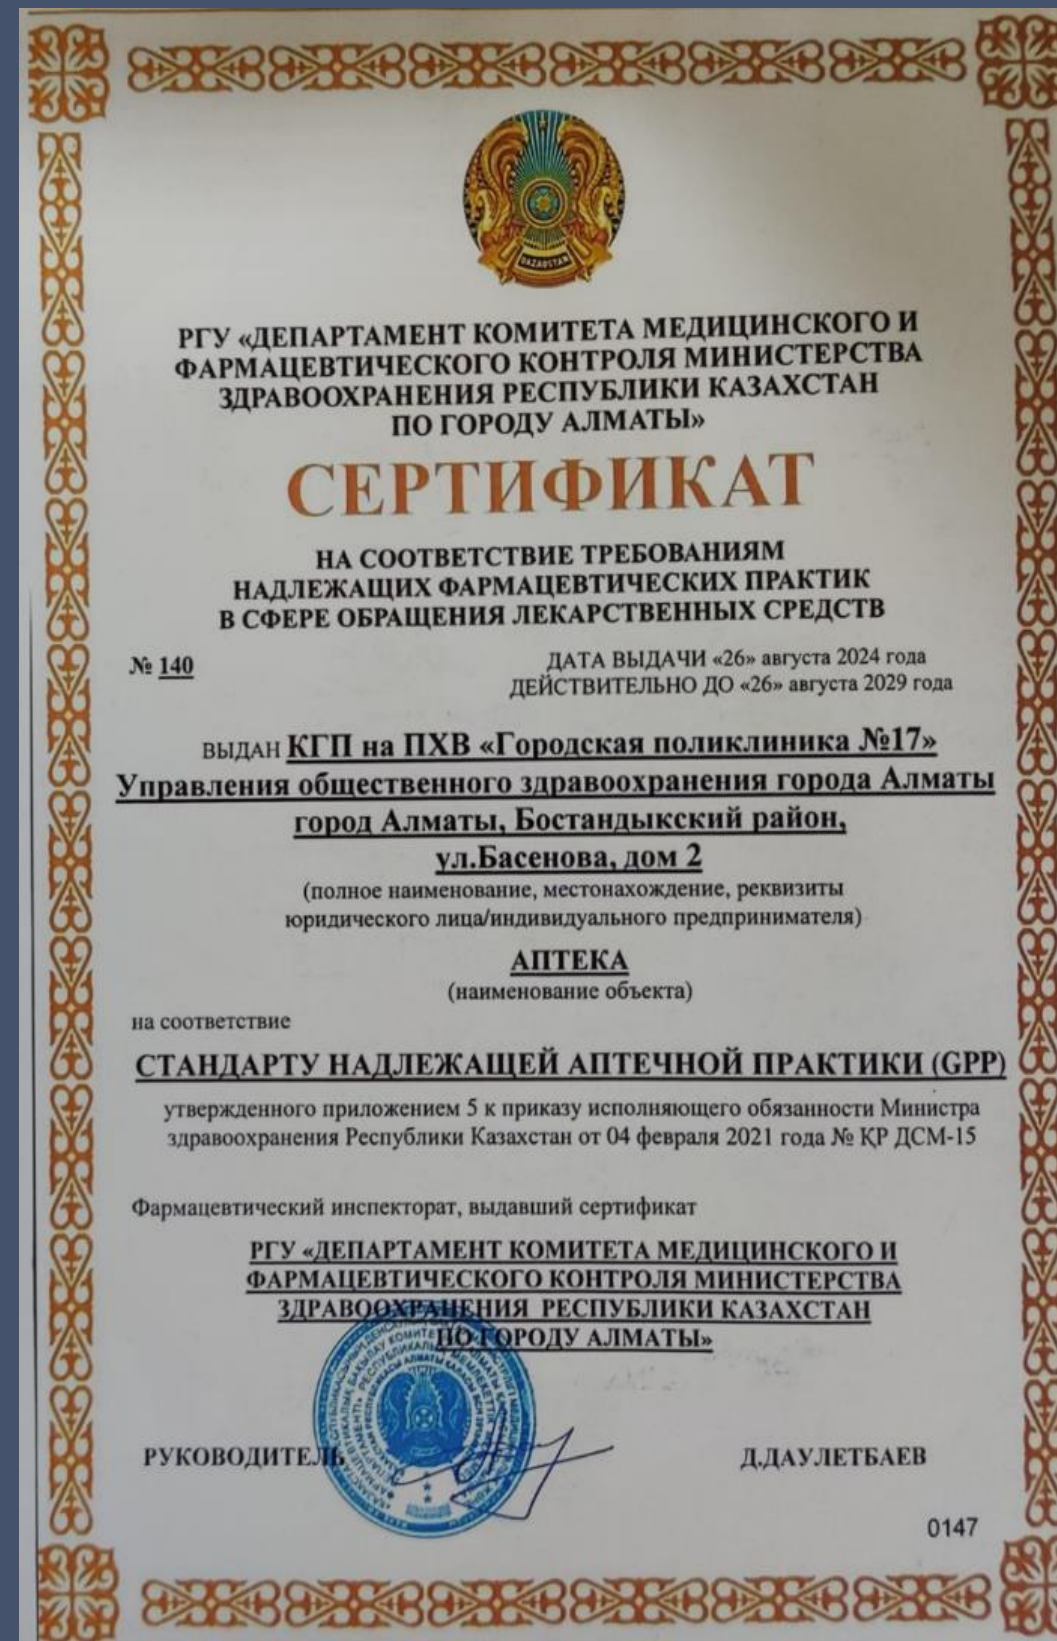 QAZAQSTAN
РГУ «ДЕПАРТАМЕНТ КОМИТЕТА МЕДИЦИНСКОГО И
ФАРМАЦЕВТИЧЕСКОГО КОНТРОЛЯ МИНИСТЕРСТВА
ЗДРАВООХРАНЕНИЯ РЕСПУБЛИКИ КАЗАХСТАН
ПО ГОРОДУ АЛМАТЫ»
СЕРТИФИКАТ
НА СООТВЕТСТВИЕ ТРЕБОВАНИЯМ
НАДЛЕЖАЩИХ ФАРМАЦЕВТИЧЕСКИХ ПРАКТИК
В СФЕРЕ ОБРАЩЕНИЯ ЛЕКАРСТВЕННЫХ СРЕДСТВ
№ 140
ДАТА ВЫДАЧИ «26» августа 2024 года
ДЕЙСТВИТЕЛЬНО ДО «26» августа 2029 года
ВЫДАН КГП на ПХВ «Городская поликлиника №17»
Управления общественного здравоохранения города Алматы
город Алматы, Бостандыкский район,
ул.Басенова, дом 2
(полное наименование, местонахождение, реквизиты
юридического лица/индивидуального предпринимателя)
АПТЕКА
(наименование объекта)
на соответствие
СТАНДАРТУ НАДЛЕЖАЩЕЙ АПТЕЧНОЙ ПРАКТИКИ (GPP)
утвержденного приложением 5 к приказу исполняющего обязанности Министра
здравоохранения Республики Казахстан от 04 февраля 2021 года № ҚР ДСМ-15
Фармацевтический инспекторат, выдавший сертификат
РГУ «ДЕПАРТАМЕНТ КОМИТЕТА МЕДИЦИНСКОГО И
ФАРМАЦЕВТИЧЕСКОГО КОНТРОЛЯ МИНИСТЕРСТВА
ЗДРАВООХРАНЕНИЯ РЕСПУБЛИКИ КАЗАХСТАН
ПО ГОРОДУ АЛМАТЫ»
РУКОВОДИТЕЛЬ
Д.ДАУЛЕТБАЕВ
0147